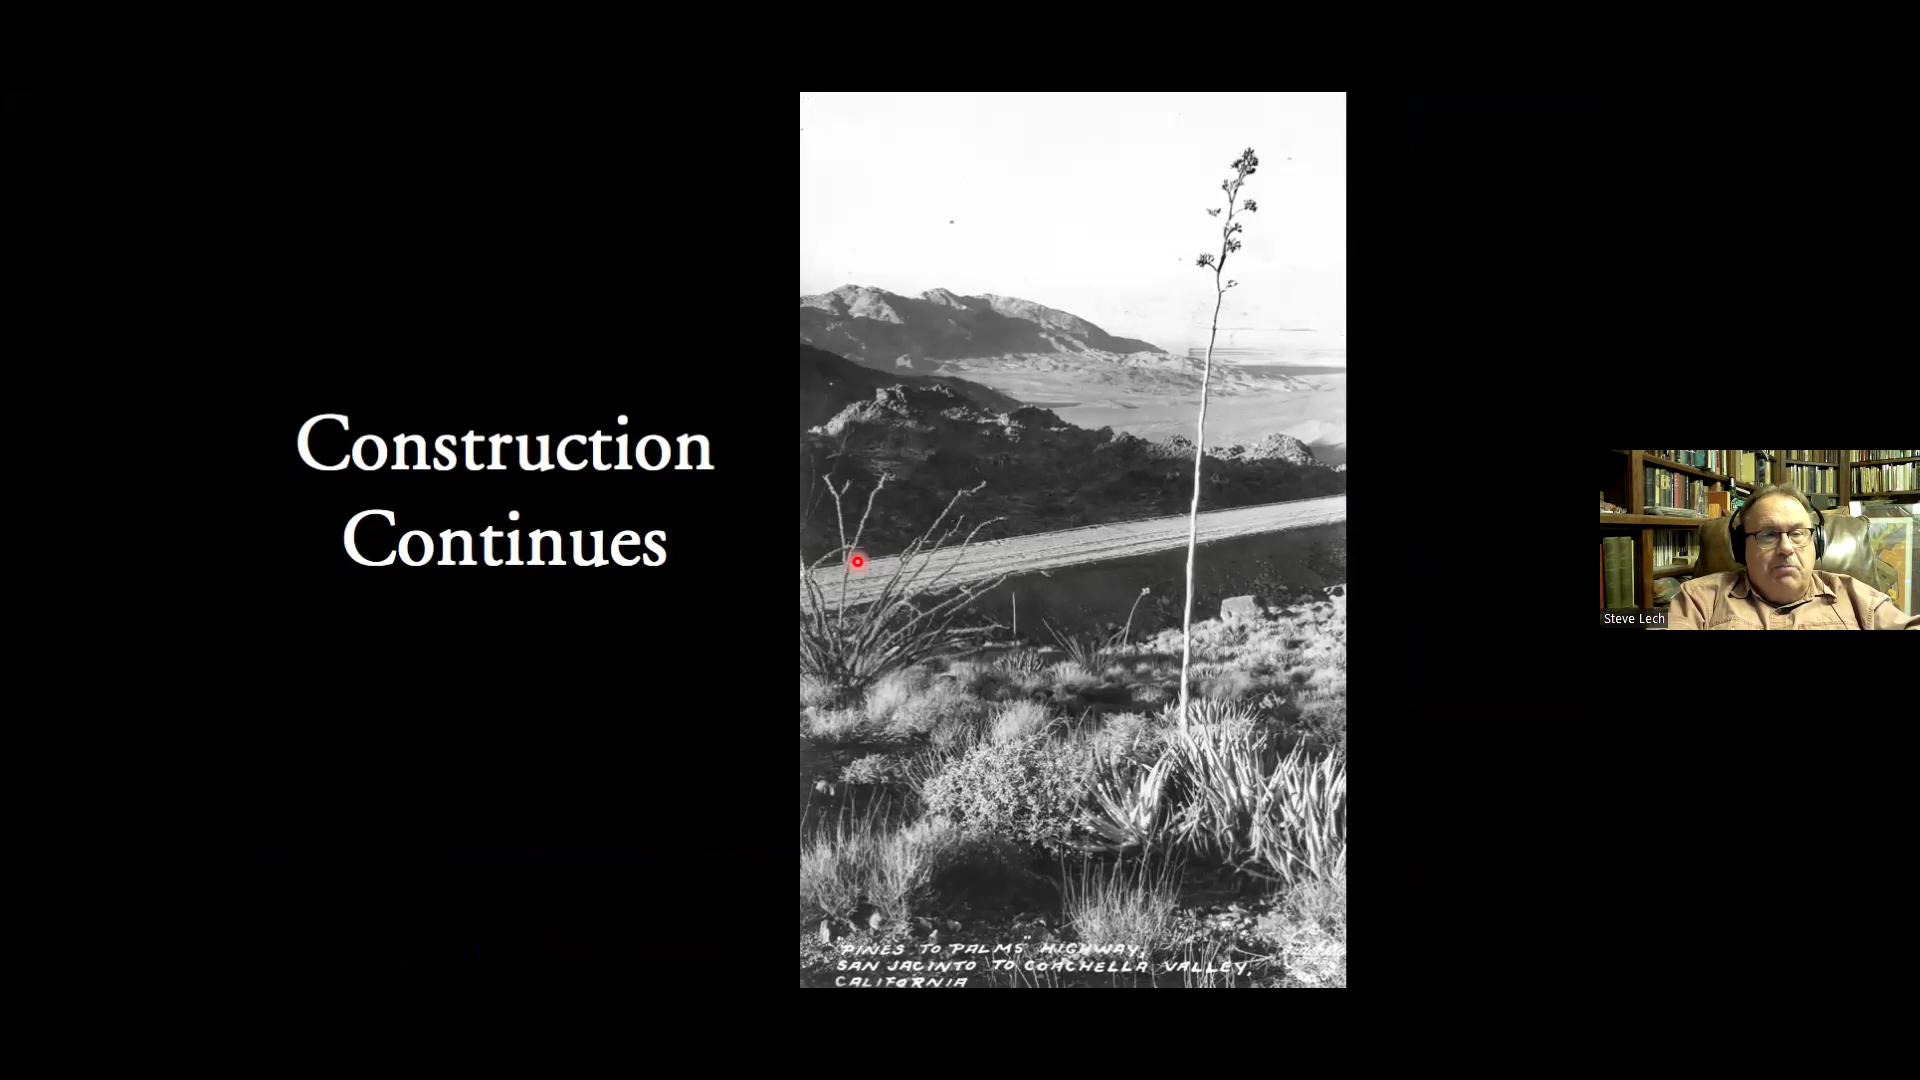 Construction
Continues
"PINES TO PALMS" HIGHWAY,
SAN JACINTO TO COACHELLA VALLEY,
CALIFORNIA
Steve Lech